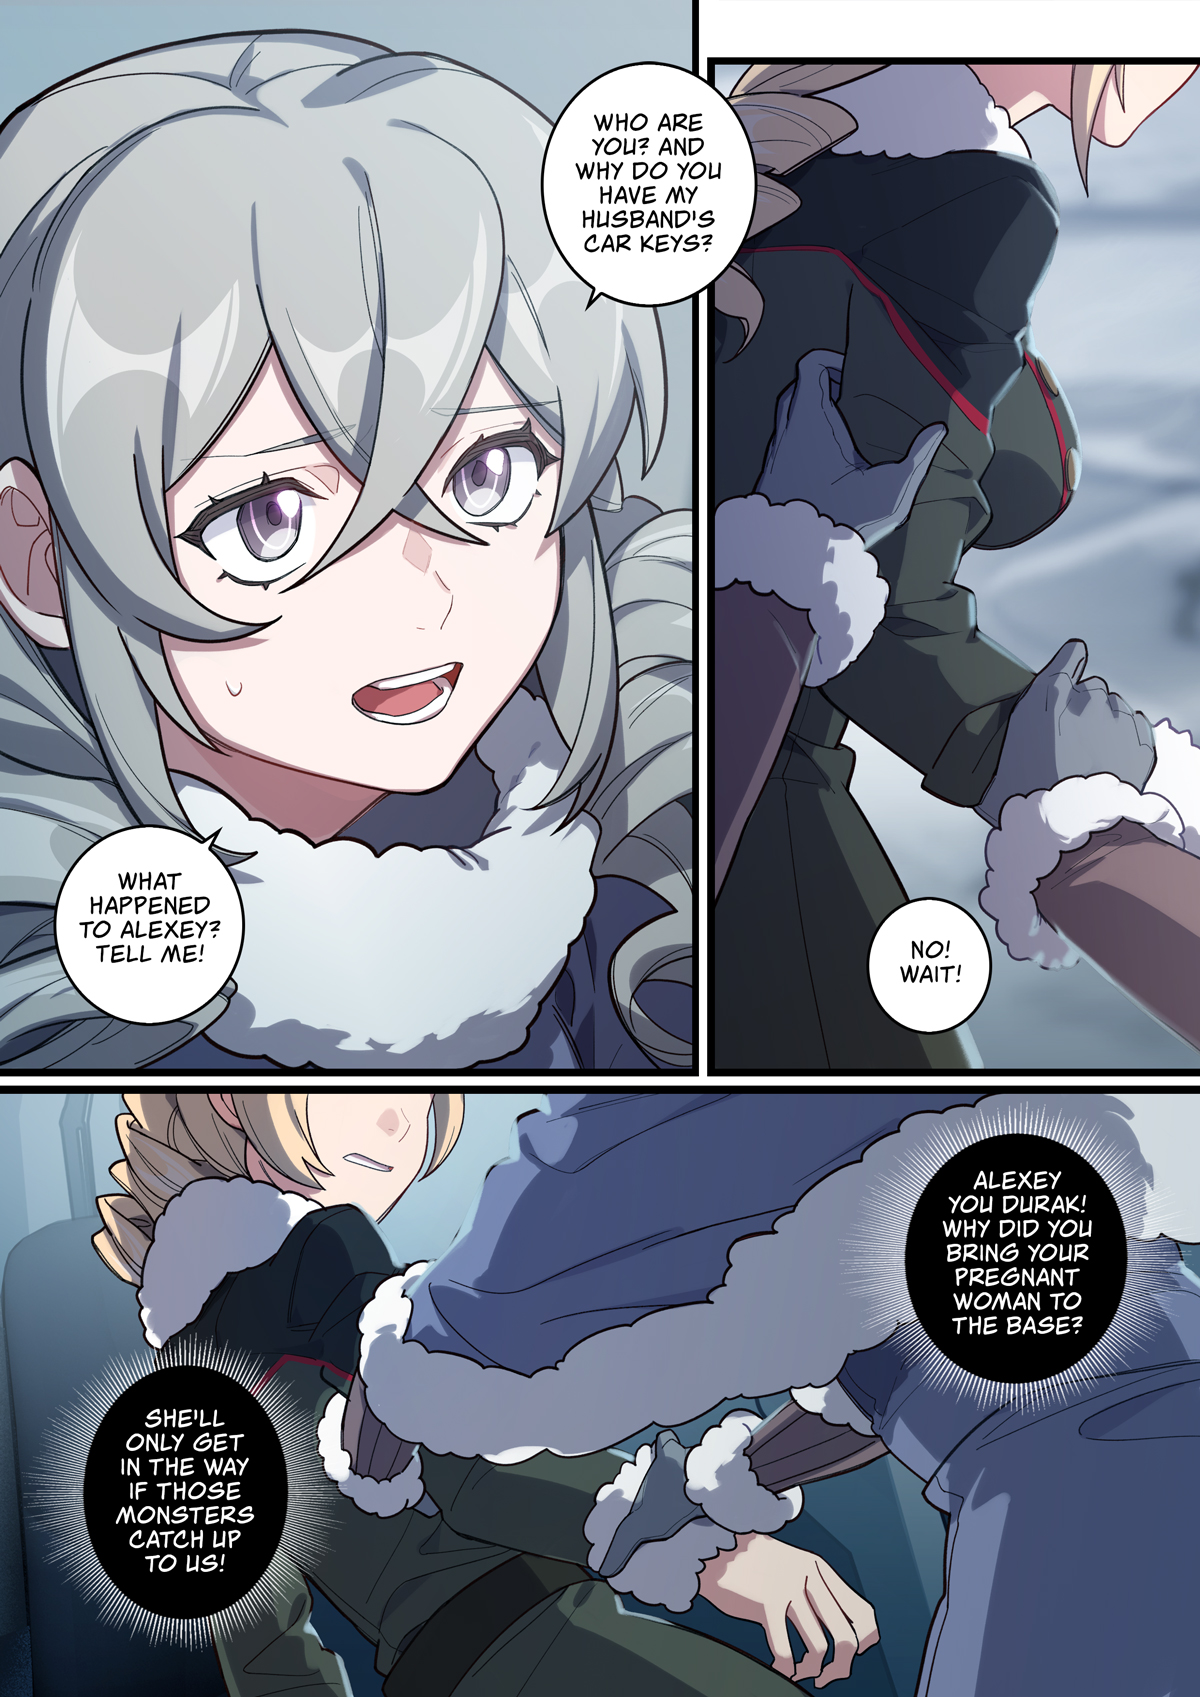 WHO ARE
YOU? AND
WHY DO YOU
HAVE MY
HUSBAND'S
CAR KEYS?
WHAT
HAPPENED
TO ALEXEY?
TELL ME!
NO!
WAIT!
ALEXEY
YOU DURAK!
WHY DID YOU
BRING YOUR
PREGNANT
WOMAN TO
THE BASE?
SHE'LL
ONLY GET
IN THE WAY
IF THOSE
MONSTERS
CATCH UP
TO US!